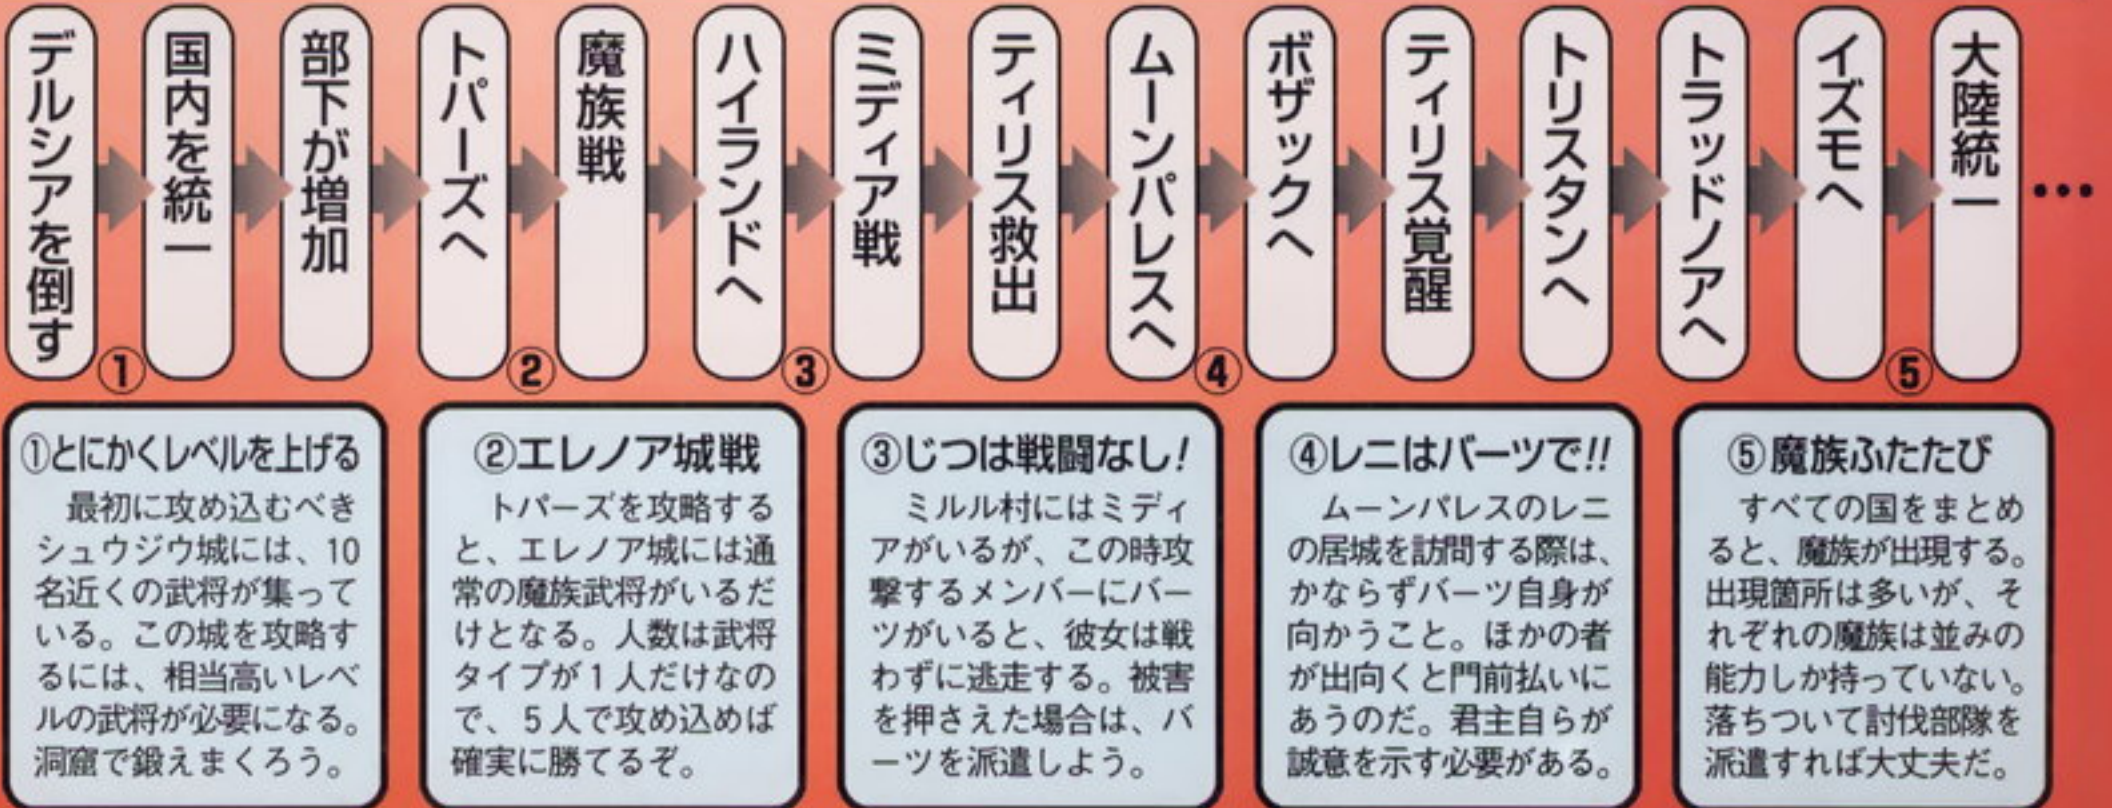 デルシアを倒す
国内を統一
部下が増加
トパーズへ
魔族戦
ハイランドへ
ミディア戦
ティリス救出
ムーンパレスへ
ボザックへ
ティリス覚醒
トリスタンへ
トラッドノアへ
イズモへ
大陸統一
…
①
②
③
④
⑤
①とにかくレベルを上げる
最初に攻め込むべき
シュウジウ城には、10
名近くの武将が集って
いる。この城を攻略す
るには、相当高いレベ
ルの武将が必要になる。
洞窟で鍛えまくろう。
②エレノア城戦
トパーズを攻略する
と、エレノア城には通
常の魔族武将がいるだ
けとなる。人数は武将
タイプが1人だけなの
で、5人で攻め込めば
確実に勝てるぞ。
③じつは戦闘なし!
ミルル村にはミディ
アがいるが、この時攻
撃するメンバーにバー
ツがいると、彼女は戦
わずに逃走する。被害
を押さえた場合は、バ
ーツを派遣しよう。
④レニはバーツで!!
ムーンパレスのレニ
の居城を訪問する際は、
かならずバーツ自身が
向かうこと。ほかの者
が出向くと門前払いに
あうのだ。君主自らが
誠意を示す必要がある。
⑤魔族ふたたび
すべての国をまとめ
ると、魔族が出現する。
出現箇所は多いが、そ
れぞれの魔族は並みの
能力しか持っていない。
落ちついて討伐部隊を
派遣すれば大丈夫だ。